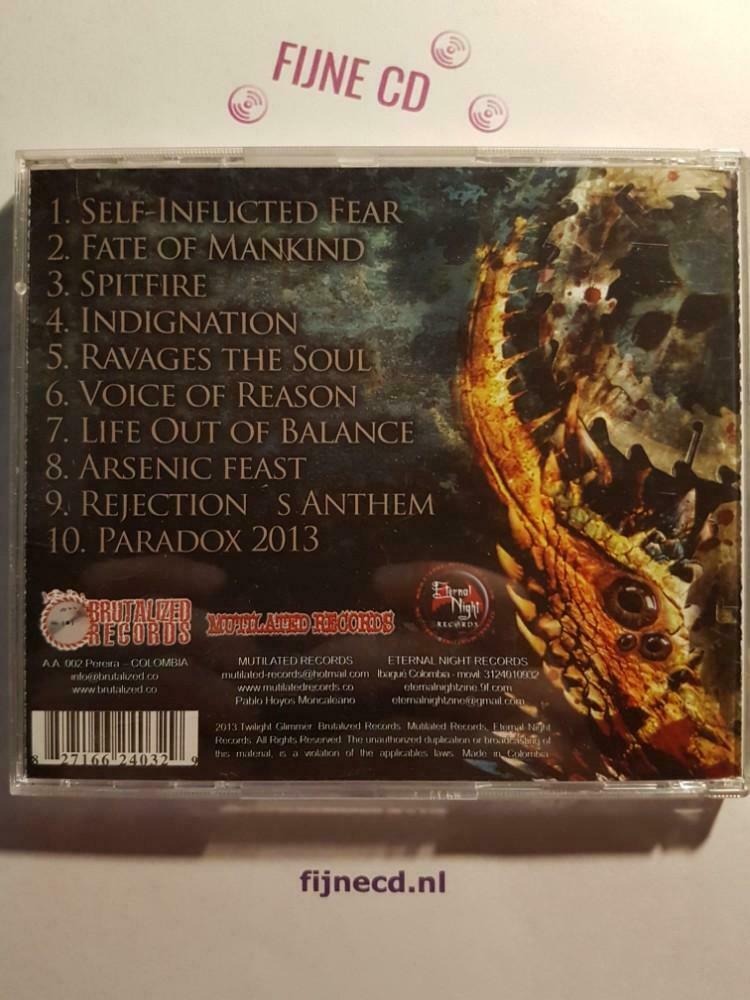 FIJNE CD
1. SELF-INFLICTED FEAR
2. FATE OF MANKIND
3. SPITFIRE
4. INDIGNATION
5. RAVAGES THE SOUL
6. VOICE OF REASON
7. LIFE OUT OF BALANCE
8. ARSENIC FEAST
9. REJECTION S ANTHEM
10. PARADOX 2013
BRUTALIZED
RECORDS
A.A. 002 Pereira – COLOMBIA
info@brutalized.co
www.brutalized.co
MUTILATED RECORDS
MUTILATED RECORDS
mutilated-records@hotmail.com
www.mutilatedrecords.co
Pablo Hoyos Moncaleano
Eternal
Night
RECORDS
ETERNAL NIGHT RECORDS
Ibagué Colombia - movil. 3124010932
eternalnightzine.9f.com
eternalnightzine@gmail.com
8 27166 24032 9
2013 Twilight Glimmer. Brutalized Records. Mutilated Records, Eternal Night
Records. All Rights Reserved. The unauthorized duplication or broadcasting of
this material, is a violation of the applicables laws. Made in Colombia
fijnecd.nl